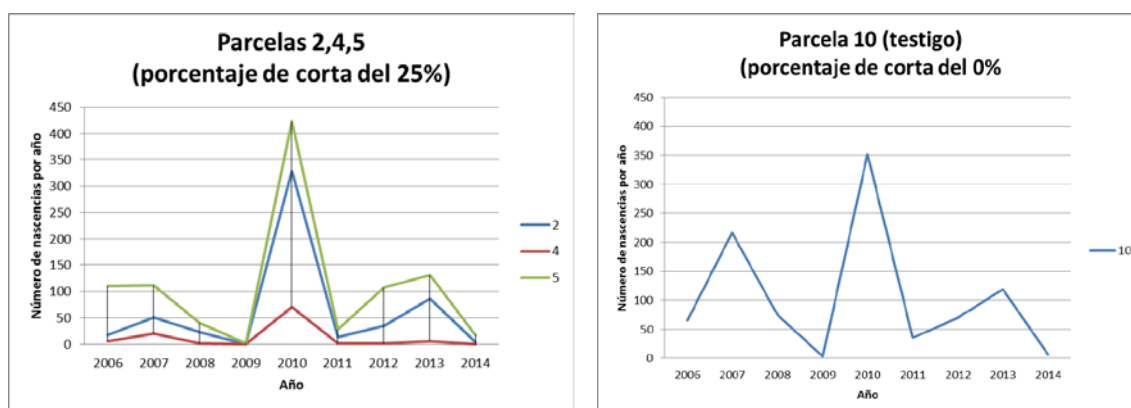 Parcelas 2,4,5
(porcentaje de corta del 25%)
Número de nascencias por año
450
400
350
300
250
200
150
100
50
0
2006 2007 2008 2009 2010 2011 2012 2013 2014
Año
2
4
5
Parcela 10 (testigo)
(porcentaje de corta del 0%
Número de nascencias por año
450
400
350
300
250
200
150
100
50
0
2006 2007 2008 2009 2010 2011 2012 2013 2014
Año
10